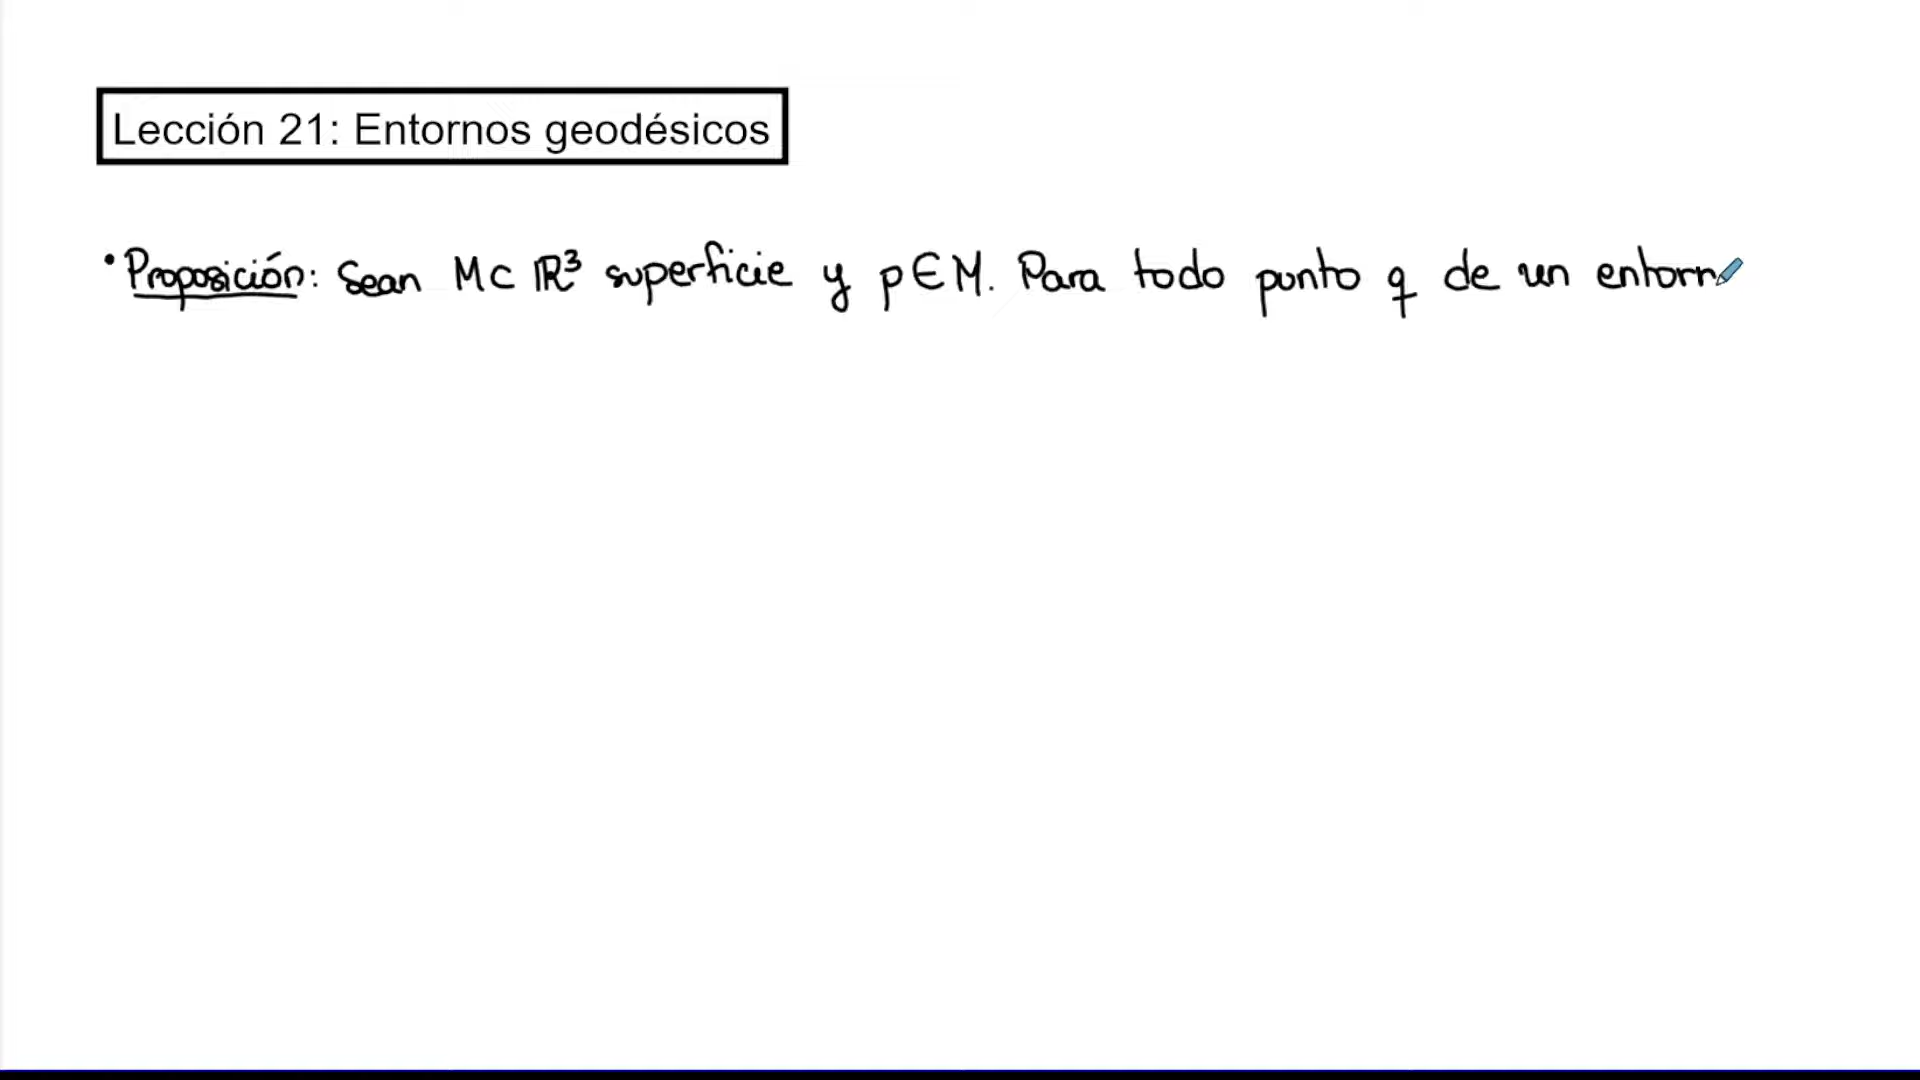 Lección 21: Entornos geodésicos
• Proposición: Sean M ⊂ ℝ³ superficie y p ∈ M. Para todo punto q de un entorn